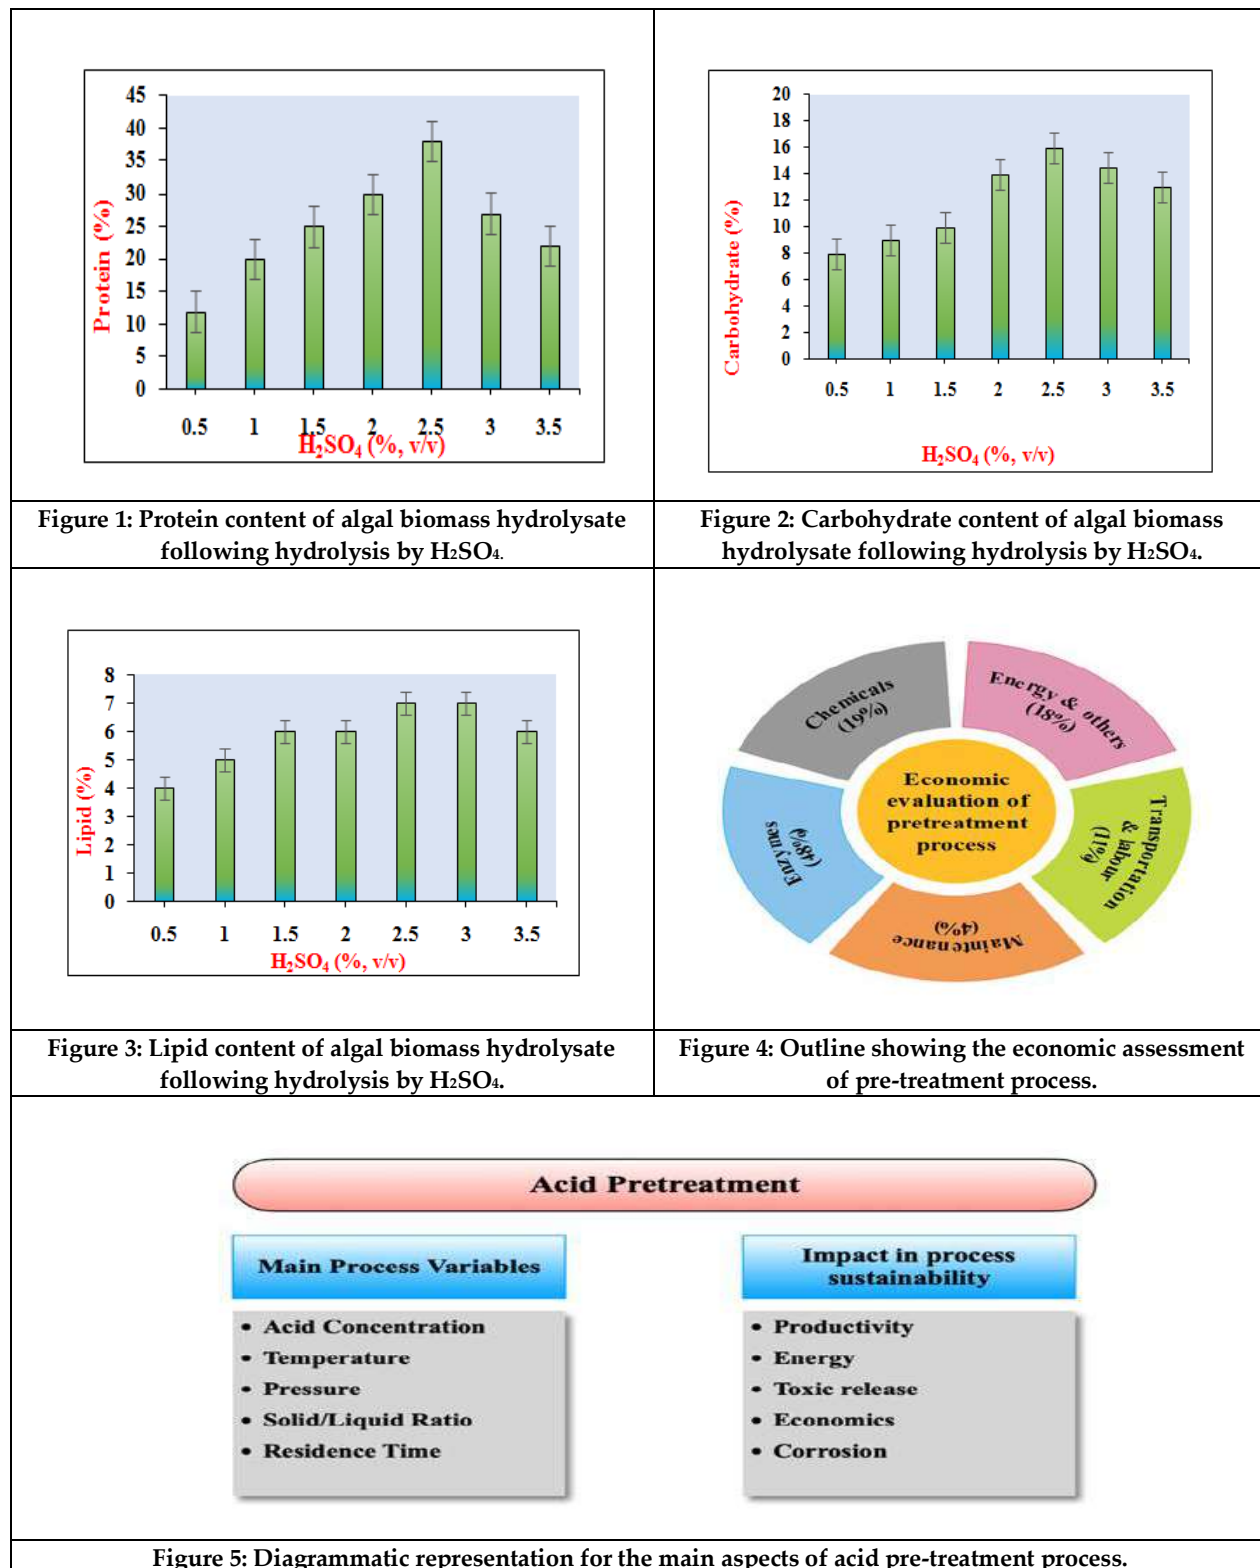 45
40
35
30
25
20
15
10
5
0
Protein (%)
0.5 1 1.5 2 2.5 3 3.5
H₂SO₄ (%, v/v)
20
18
16
14
12
10
8
6
4
2
0
Carbohydrate (%)
0.5 1 1.5 2 2.5 3 3.5
H₂SO₄ (%, v/v)
Figure 1: Protein content of algal biomass hydrolysate
following hydrolysis by H₂SO₄.
Figure 2: Carbohydrate content of algal biomass
hydrolysate following hydrolysis by H₂SO₄.
8
7
6
5
4
3
2
1
0
Lipid (%)
0.5 1 1.5 2 2.5 3 3.5
H₂SO₄ (%, v/v)
Chemicals
(19%)
Energy & others
(18%)
Transportation
& labour
(11%)
Maintenance
(4%)
Enzymes
(48%)
Economic
evaluation of
pretreatment
process
Figure 3: Lipid content of algal biomass hydrolysate
following hydrolysis by H₂SO₄.
Figure 4: Outline showing the economic assessment
of pre-treatment process.
Acid Pretreatment
Main Process Variables
• Acid Concentration
• Temperature
• Pressure
• Solid/Liquid Ratio
• Residence Time
Impact in process
sustainability
• Productivity
• Energy
• Toxic release
• Economics
• Corrosion
Figure 5: Diagrammatic representation for the main aspects of acid pre-treatment process.